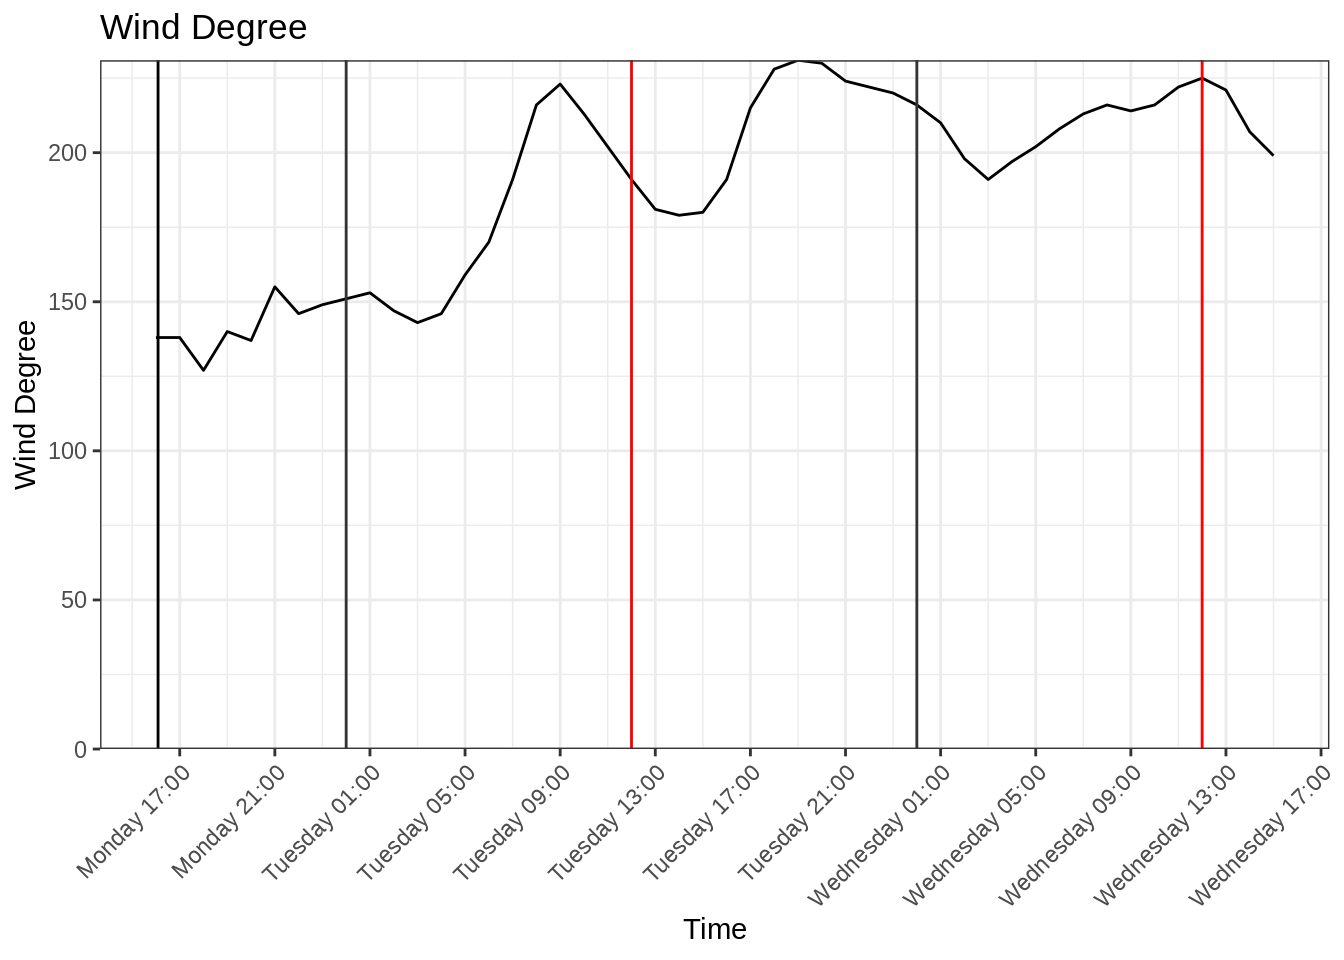 Wind Degree
Wind Degree
200
150
100
50
0
Monday 17:00
Monday 21:00
Tuesday 01:00
Tuesday 05:00
Tuesday 09:00
Tuesday 13:00
Tuesday 17:00
Tuesday 21:00
Wednesday 01:00
Wednesday 05:00
Wednesday 09:00
Wednesday 13:00
Wednesday 17:00
Time